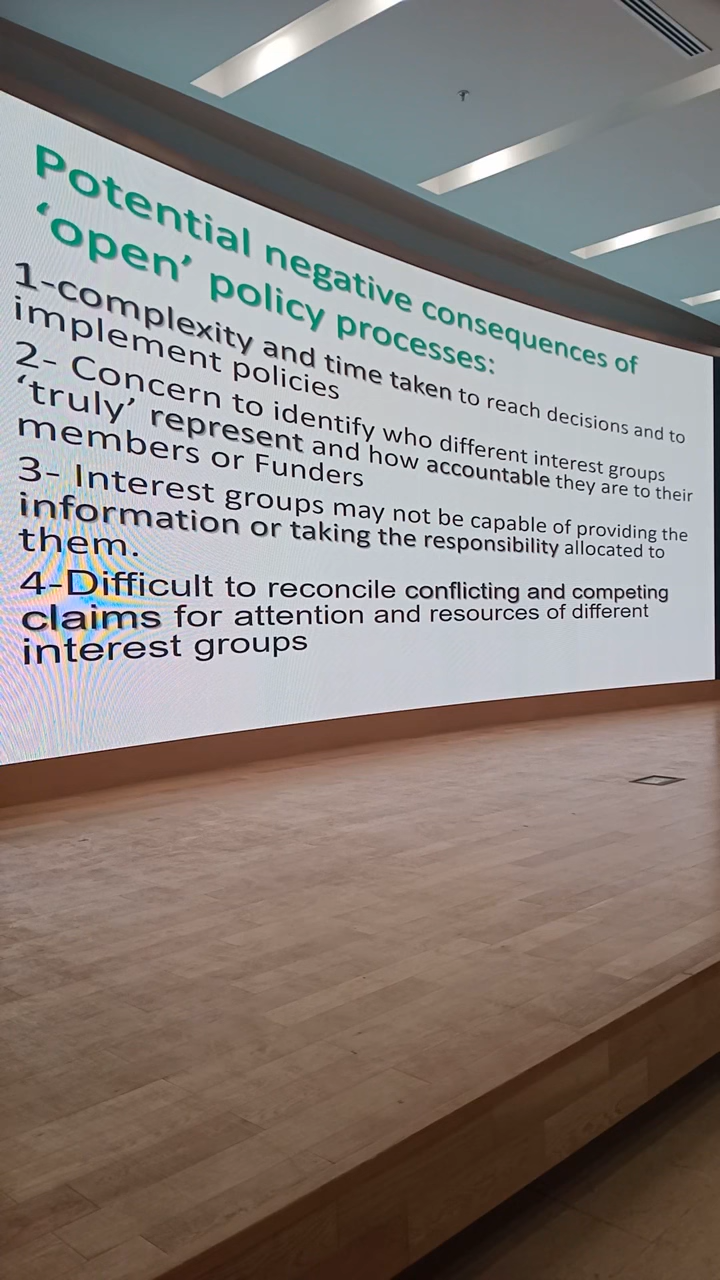 Potential negative consequences of
‘open’ policy processes:
1-complexity and time taken to reach decisions and to
implement policies
2- Concern to identify who different interest groups
‘truly’ represent and how accountable they are to their
members or Funders
3- Interest groups may not be capable of providing the
information or taking the responsibility allocated to
them.
4-Difficult to reconcile conflicting and competing
claims for attention and resources of different
interest groups